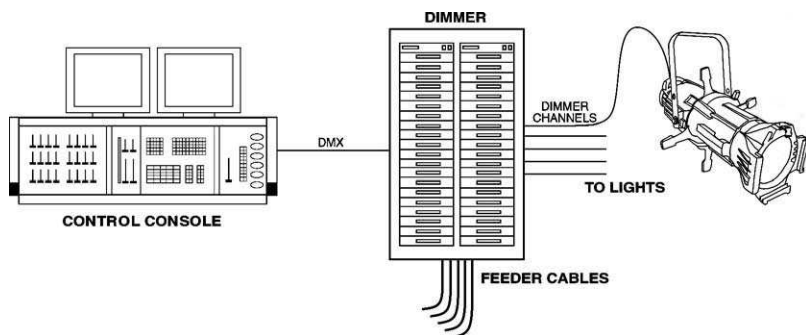 DIMMER
DIMMER
CHANNELS
DMX
TO LIGHTS
CONTROL CONSOLE
FEEDER CABLES